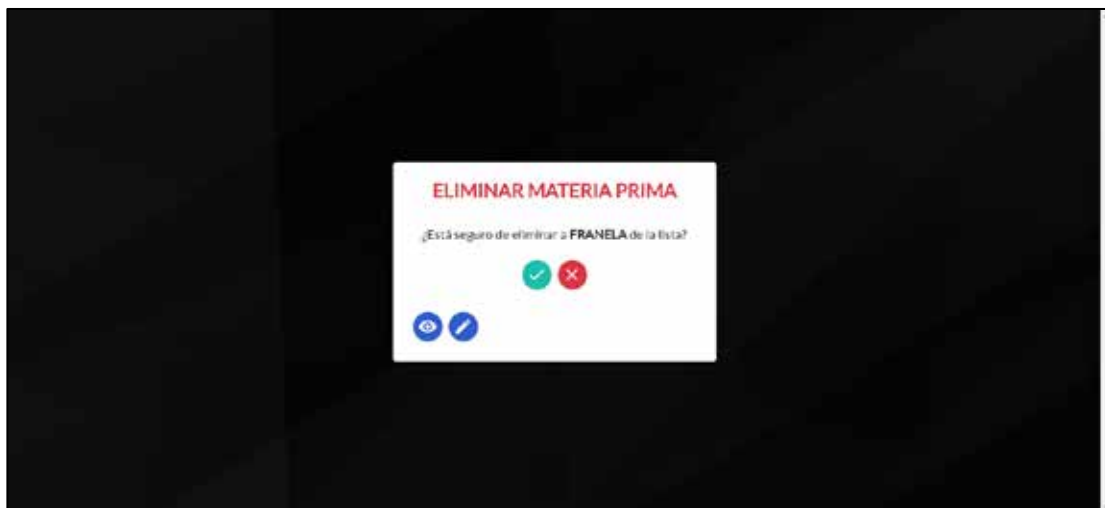 ELIMINAR MATERIA PRIMA
¿Está seguro de eliminar a FRANELA de la lista?